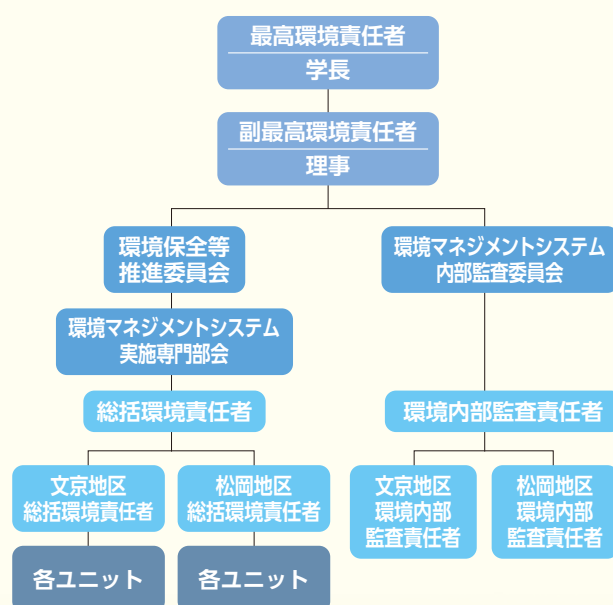 最高環境責任者
学長
副最高環境責任者
理事
環境保全等
推進委員会
環境マネジメントシステム
内部監査委員会
環境マネジメントシステム
実施専門部会
総括環境責任者
環境内部監査責任者
文京地区
総括環境責任者
松岡地区
総括環境責任者
文京地区
環境内部
監査責任者
松岡地区
環境内部
監査責任者
各ユニット
各ユニット